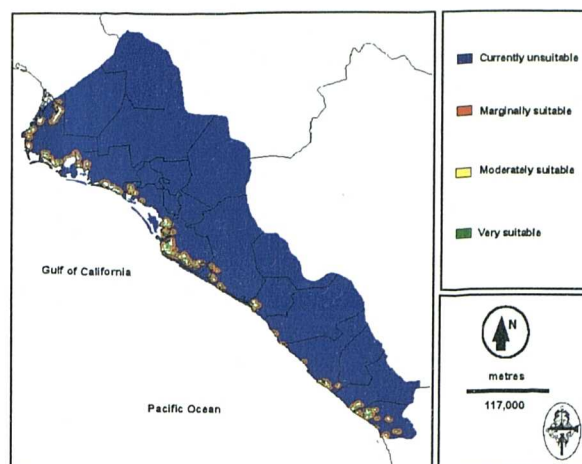 Currently unsuitable
Marginally suitable
Moderately suitable
Very suitable
Gulf of California
Pacific Ocean
N
metres
117,000